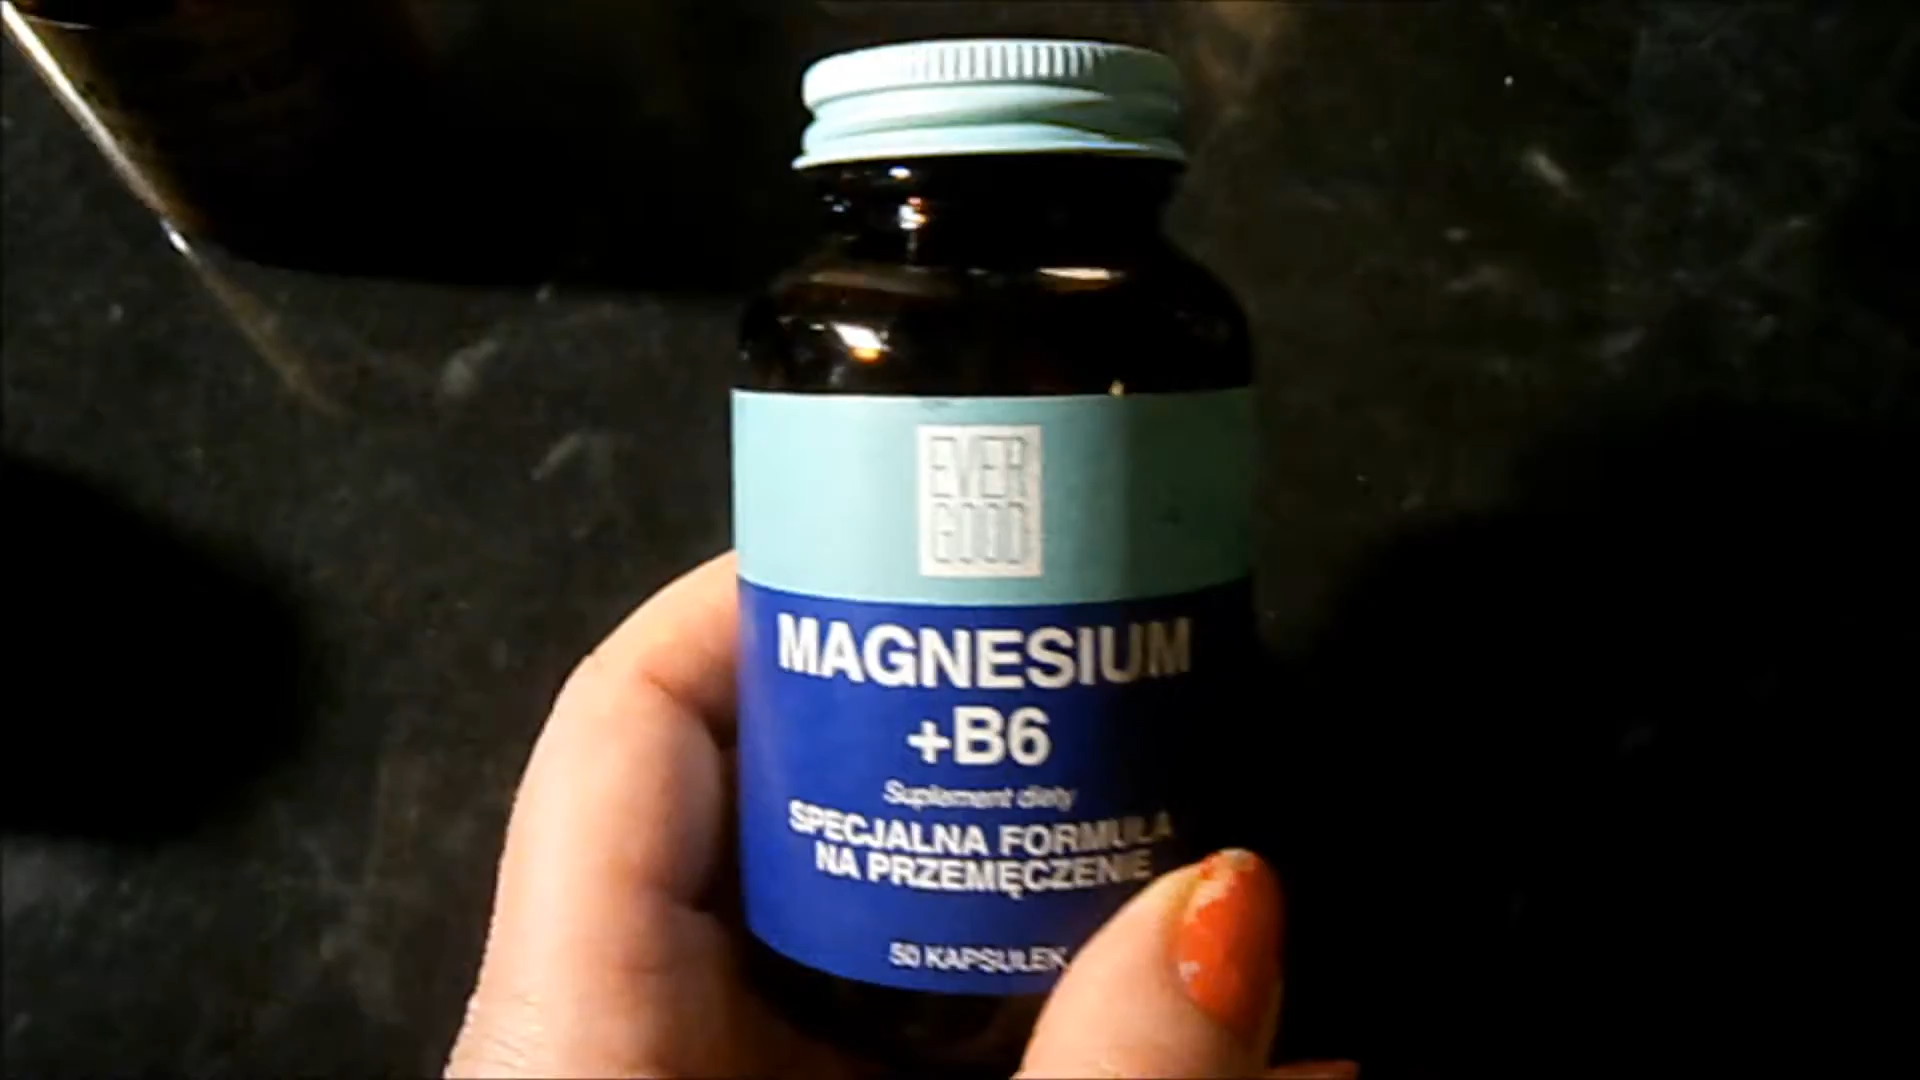 EVER
GOOD
MAGNESIUM
+B6
Suplement diety
SPECJALNA FORMUŁA
NA PRZEMĘCZENIE
50 KAPSUŁEK